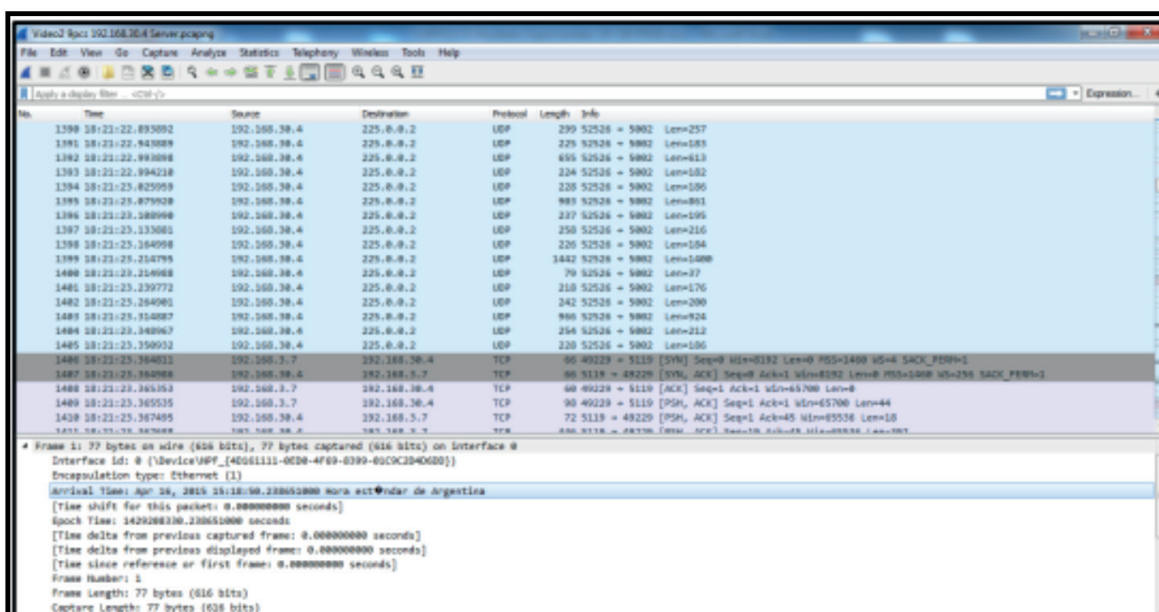 Video2 8pcs 192.168.30.4 Server.pcapng
File Edit View Go Capture Analyze Statistics Telephony Wireless Tools Help
Apply a display filter ... <Ctrl-/> Expression...
No. Time Source Destination Protocol Length Info
1390 18:21:22.893892 192.168.30.4 225.0.0.2 UDP 299 52526 → 5002 Len=257
1391 18:21:22.943889 192.168.30.4 225.0.0.2 UDP 225 52526 → 5002 Len=183
1392 18:21:22.993898 192.168.30.4 225.0.0.2 UDP 655 52526 → 5002 Len=613
1393 18:21:22.994210 192.168.30.4 225.0.0.2 UDP 224 52526 → 5002 Len=182
1394 18:21:23.025959 192.168.30.4 225.0.0.2 UDP 228 52526 → 5002 Len=186
1395 18:21:23.075920 192.168.30.4 225.0.0.2 UDP 903 52526 → 5002 Len=861
1396 18:21:23.108990 192.168.30.4 225.0.0.2 UDP 237 52526 → 5002 Len=195
1397 18:21:23.133881 192.168.30.4 225.0.0.2 UDP 258 52526 → 5002 Len=216
1398 18:21:23.164998 192.168.30.4 225.0.0.2 UDP 226 52526 → 5002 Len=184
1399 18:21:23.214795 192.168.30.4 225.0.0.2 UDP 1442 52526 → 5002 Len=1400
1400 18:21:23.214988 192.168.30.4 225.0.0.2 UDP 79 52526 → 5002 Len=37
1401 18:21:23.239772 192.168.30.4 225.0.0.2 UDP 218 52526 → 5002 Len=176
1402 18:21:23.264901 192.168.30.4 225.0.0.2 UDP 242 52526 → 5002 Len=200
1403 18:21:23.314887 192.168.30.4 225.0.0.2 UDP 966 52526 → 5002 Len=924
1404 18:21:23.348967 192.168.30.4 225.0.0.2 UDP 254 52526 → 5002 Len=212
1405 18:21:23.350932 192.168.30.4 225.0.0.2 UDP 228 52526 → 5002 Len=186
1406 18:21:23.364811 192.168.3.7 192.168.30.4 TCP 66 49229 → 5119 [SYN] Seq=0 Win=8192 Len=0 MSS=1460 WS=4 SACK_PERM=1
1407 18:21:23.364986 192.168.30.4 192.168.3.7 TCP 66 5119 → 49229 [SYN, ACK] Seq=0 Ack=1 Win=8192 Len=0 MSS=1460 WS=256 SACK_PERM=1
1408 18:21:23.365353 192.168.3.7 192.168.30.4 TCP 60 49229 → 5119 [ACK] Seq=1 Ack=1 Win=65700 Len=0
1409 18:21:23.365535 192.168.3.7 192.168.30.4 TCP 98 49229 → 5119 [PSH, ACK] Seq=1 Ack=1 Win=65700 Len=44
1410 18:21:23.367495 192.168.30.4 192.168.3.7 TCP 72 5119 → 49229 [PSH, ACK] Seq=1 Ack=45 Win=65536 Len=18
Frame 1: 77 bytes on wire (616 bits), 77 bytes captured (616 bits) on interface 0
Interface id: 0
Encapsulation type: Ethernet (1)
Arrival Time: Apr 16, 2015 15:18:50.238651000 Hora est�ndar de Argentina
[Time shift for this packet: 0.000000000 seconds]
Epoch Time: 1429208330.238651000 seconds
[Time delta from previous captured frame: 0.000000000 seconds]
[Time delta from previous displayed frame: 0.000000000 seconds]
[Time since reference or first frame: 0.000000000 seconds]
Frame Number: 1
Frame Length: 77 bytes (616 bits)
Capture Length: 77 bytes (616 bits)